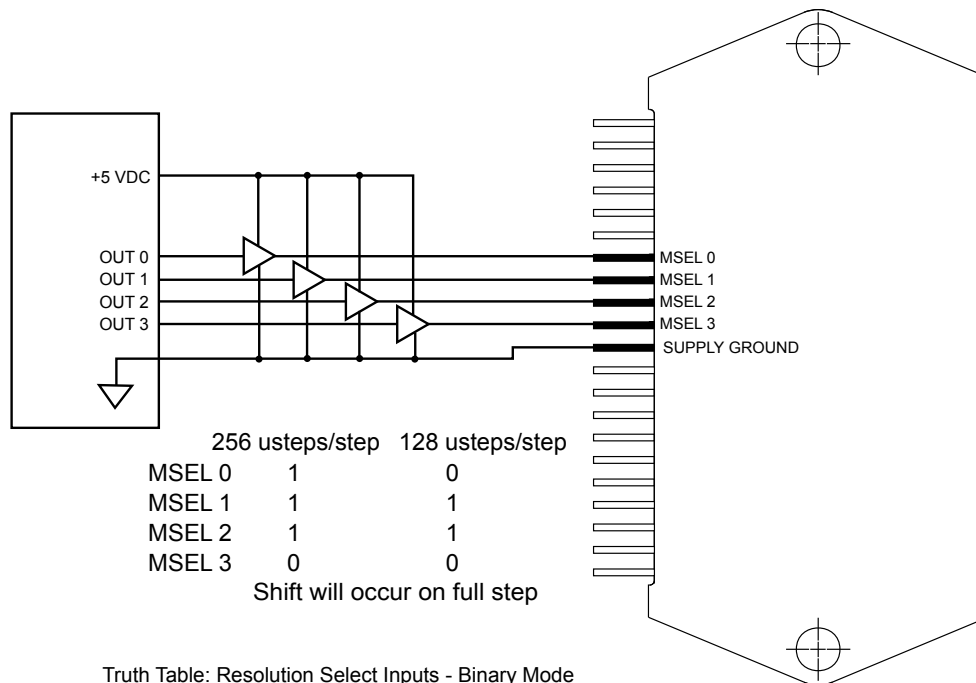 +5 VDC
OUT 0
OUT 1
OUT 2
OUT 3
MSEL 0
MSEL 1
MSEL 2
MSEL 3
SUPPLY GROUND
256 usteps/step 128 usteps/step
MSEL 0 1 0
MSEL 1 1 1
MSEL 2 1 1
MSEL 3 0 0
Shift will occur on full step
Truth Table: Resolution Select Inputs - Binary Mode